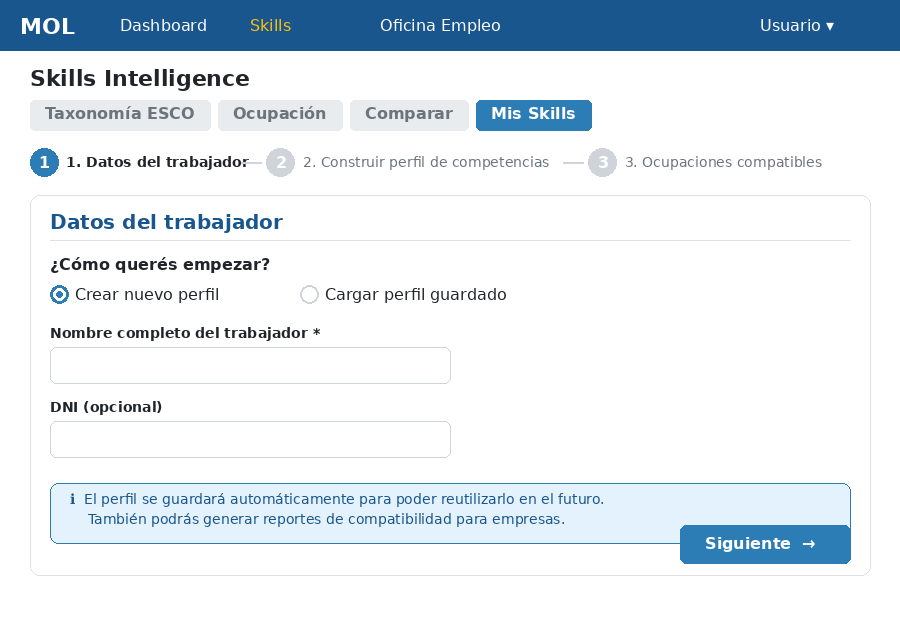 MOL Dashboard Skills Oficina Empleo Usuario ▾
Skills Intelligence
Taxonomía ESCO Ocupación Comparar Mis Skills
1 1. Datos del trabajador 2 2. Construir perfil de competencias 3 3. Ocupaciones compatibles
Datos del trabajador
¿Cómo querés empezar?
Crear nuevo perfil Cargar perfil guardado
Nombre completo del trabajador *
DNI (opcional)
ℹ El perfil se guardará automáticamente para poder reutilizarlo en el futuro.
También podrás generar reportes de compatibilidad para empresas.
Siguiente →